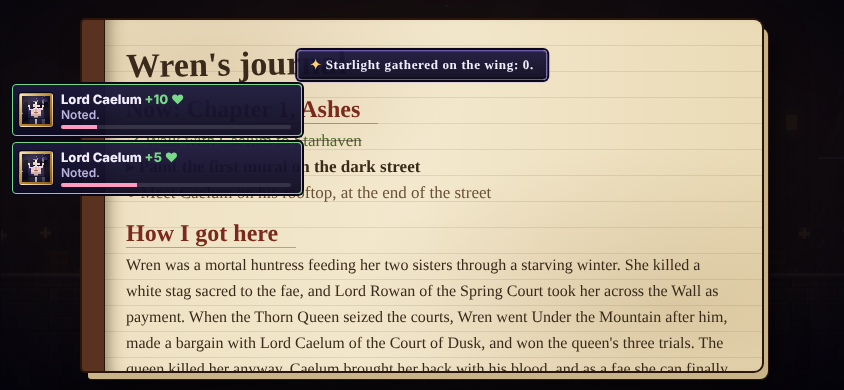 Wren's journal
✦ Starlight gathered on the wing: 0.
Lord Caelum +10 ♥
Noted.
Now: Chapter 1, Ashes
Starhaven
Lord Caelum +5 ♥
Noted.
Paint the first mural on the dark street
Meet Caelum on his rooftop, at the end of the street
How I got here
Wren was a mortal huntress feeding her two sisters through a starving winter. She killed a
white stag sacred to the fae, and Lord Rowan of the Spring Court took her across the Wall as
payment. When the Thorn Queen seized the courts, Wren went Under the Mountain after him,
made a bargain with Lord Caelum of the Court of Dusk, and won the queen's three trials. The
queen killed her anyway. Caelum brought her back with his blood, and as a fae she can finally